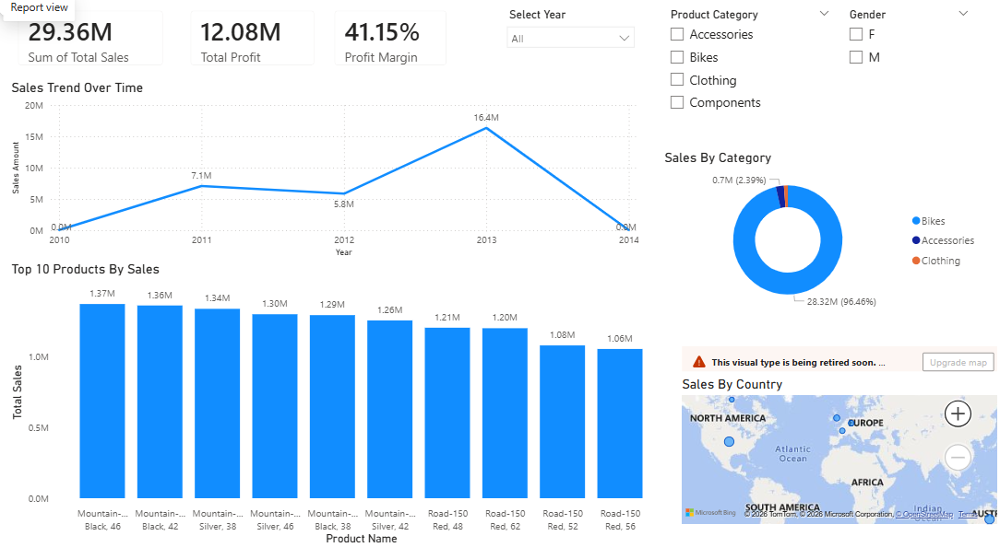 Report view
29.36M
Sum of Total Sales
12.08M
Total Profit
41.15%
Profit Margin
Select Year
All
Product Category
Accessories
Bikes
Clothing
Components
Gender
F
M
Sales Trend Over Time
20M
15M
10M
5M
0M
Sales Amount
0.0M
7.1M
5.8M
16.4M
0.0M
2010
2011
2012
2013
2014
Year
Sales By Category
0.7M (2.39%)
28.32M (96.46%)
Bikes
Accessories
Clothing
Top 10 Products By Sales
Total Sales
1.0M
0.5M
0.0M
1.37M
1.36M
1.34M
1.30M
1.29M
1.26M
1.21M
1.20M
1.08M
1.06M
Mountain-...
Black, 46
Mountain-...
Black, 42
Mountain-...
Silver, 38
Mountain-...
Silver, 46
Mountain-...
Black, 38
Mountain-...
Silver, 42
Road-150
Red, 48
Road-150
Red, 62
Road-150
Red, 52
Road-150
Red, 56
Product Name
This visual type is being retired soon. ...
Upgrade map
Sales By Country
NORTH AMERICA
EUROPE
Atlantic
Ocean
AFRICA
SOUTH AMERICA
Indian
Ocean
AUST
Microsoft Bing
© 2026 TomTom, © 2026 Microsoft Corporation, © OpenStreetMap Terms